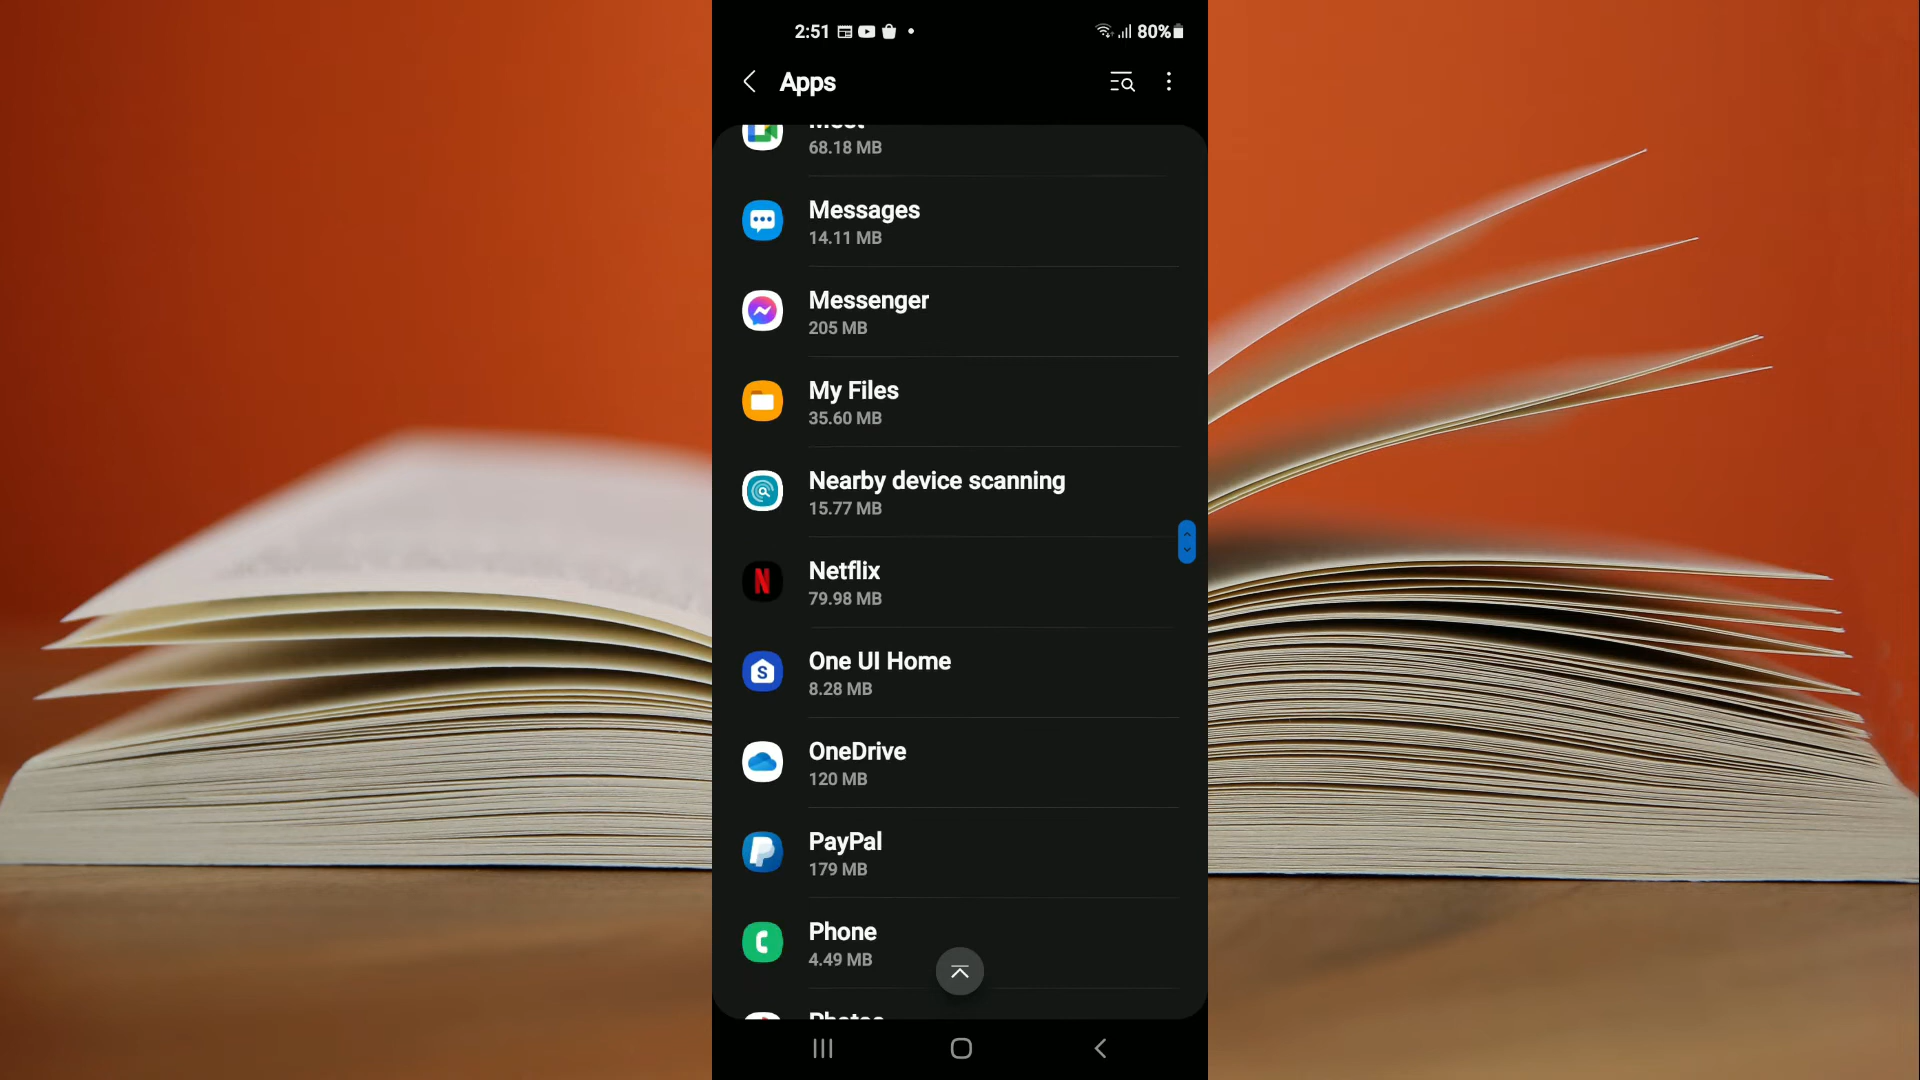 2:51
80%
Apps
Meet
68.18 MB
Messages
14.11 MB
Messenger
205 MB
My Files
35.60 MB
Nearby device scanning
15.77 MB
Netflix
79.98 MB
One UI Home
8.28 MB
OneDrive
120 MB
PayPal
179 MB
Phone
4.49 MB
Photos